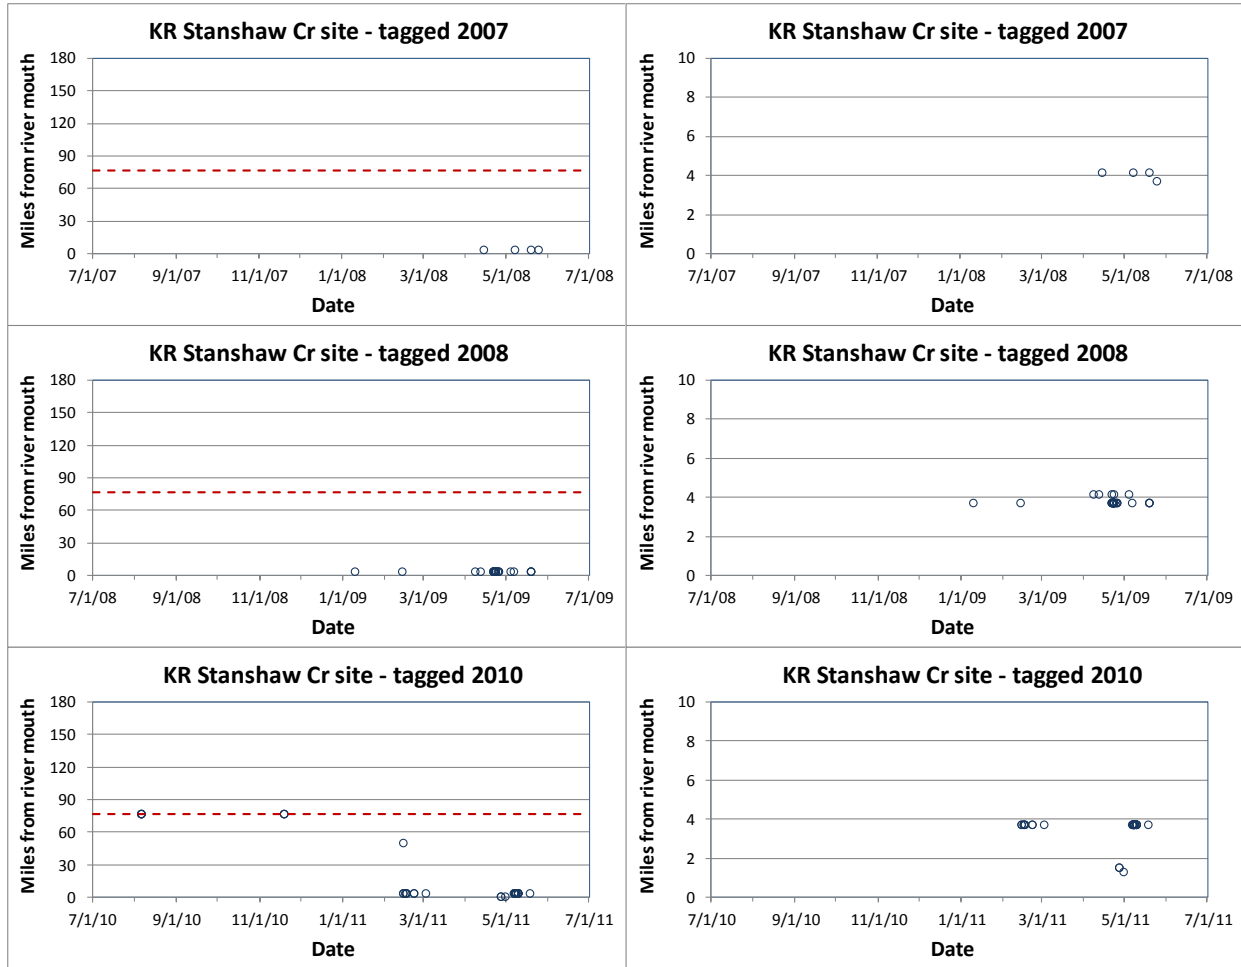 KR Stanshaw Cr site - tagged 2007
Miles from river mouth
180
150
120
90
60
30
0
7/1/07 9/1/07 11/1/07 1/1/08 3/1/08 5/1/08 7/1/08
Date
KR Stanshaw Cr site - tagged 2007
Miles from river mouth
10
8
6
4
2
0
7/1/07 9/1/07 11/1/07 1/1/08 3/1/08 5/1/08 7/1/08
Date
KR Stanshaw Cr site - tagged 2008
Miles from river mouth
180
150
120
90
60
30
0
7/1/08 9/1/08 11/1/08 1/1/09 3/1/09 5/1/09 7/1/09
Date
KR Stanshaw Cr site - tagged 2008
Miles from river mouth
10
8
6
4
2
0
7/1/08 9/1/08 11/1/08 1/1/09 3/1/09 5/1/09 7/1/09
Date
KR Stanshaw Cr site - tagged 2010
Miles from river mouth
180
150
120
90
60
30
0
7/1/10 9/1/10 11/1/10 1/1/11 3/1/11 5/1/11 7/1/11
Date
KR Stanshaw Cr site - tagged 2010
Miles from river mouth
10
8
6
4
2
0
7/1/10 9/1/10 11/1/10 1/1/11 3/1/11 5/1/11 7/1/11
Date